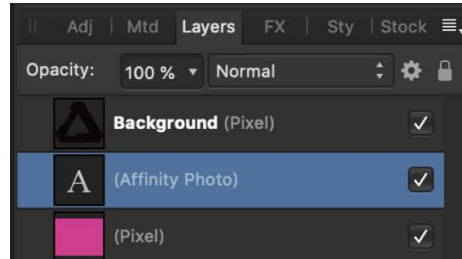 Adj Mtd Layers FX Sty Stock
Opacity: 100 % Normal
Background (Pixel)
A (Affinity Photo)
(Pixel)